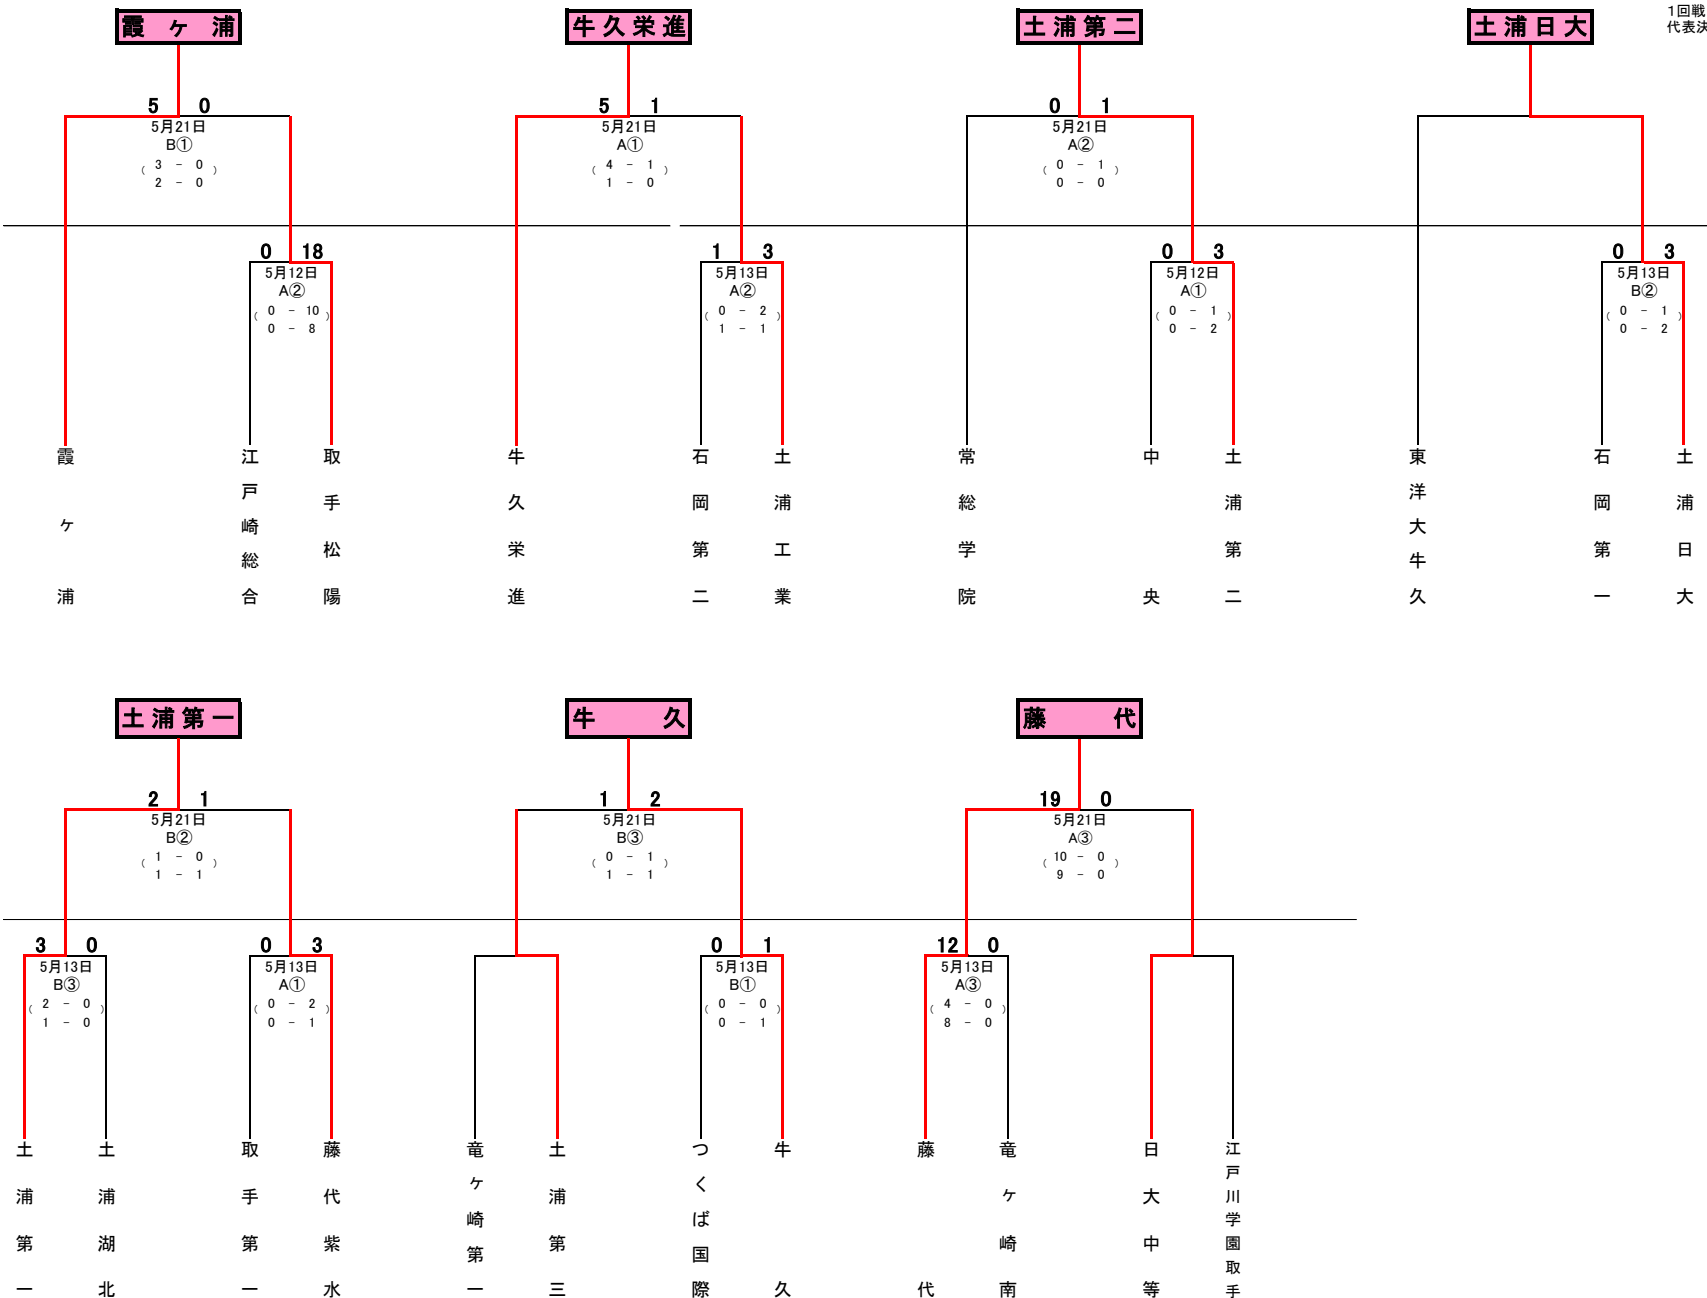 1回戦
代表決
霞ヶ浦
牛久栄進
土浦第二
土浦日大
5 0
5月21日
B①
( 3 - 0 )
2 - 0
5 1
5月21日
A①
( 4 - 1 )
1 - 0
0 1
5月21日
A②
( 0 - 1 )
0 - 0
0 18
5月12日
A②
( 0 - 10 )
0 - 8
1 3
5月13日
A②
( 0 - 2 )
1 - 1
0 3
5月12日
A①
( 0 - 1 )
0 - 2
0 3
5月13日
B②
( 0 - 1 )
0 - 2
霞ヶ浦
江戸崎総合
取手松陽
牛久栄進
石岡第二
土浦工業
常総学院
中央
土浦第二
東洋大牛久
石岡第一
土浦日大
土浦第一
牛久
藤代
2 1
5月21日
B②
( 1 - 0 )
1 - 1
1 2
5月21日
B③
( 0 - 1 )
1 - 1
19 0
5月21日
A③
( 10 - 0 )
9 - 0
3 0
5月13日
B③
( 2 - 0 )
1 - 0
0 3
5月13日
A①
( 0 - 2 )
0 - 1
0 1
5月13日
B①
( 0 - 0 )
0 - 1
12 0
5月13日
A③
( 4 - 0 )
8 - 0
土浦第一
土浦湖北
取手第一
藤代紫水
竜ヶ崎第一
土浦第三
つくば国際
牛久
藤代
竜ヶ崎南
日大中等
江戸川学園取手